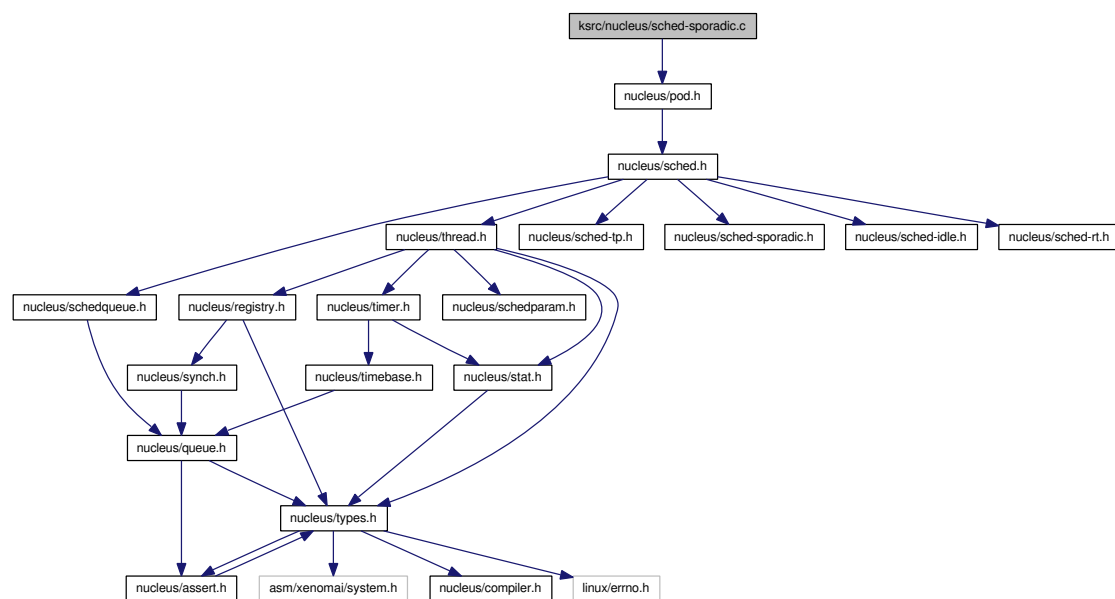 ksrc/nucleus/sched-sporadic.c
nucleus/pod.h
nucleus/sched.h
nucleus/thread.h
nucleus/sched-tp.h
nucleus/sched-sporadic.h
nucleus/sched-idle.h
nucleus/sched-rt.h
nucleus/schedqueue.h
nucleus/registry.h
nucleus/timer.h
nucleus/schedparam.h
nucleus/synch.h
nucleus/timebase.h
nucleus/stat.h
nucleus/queue.h
nucleus/types.h
nucleus/assert.h
asm/xenomai/system.h
nucleus/compiler.h
linux/errno.h